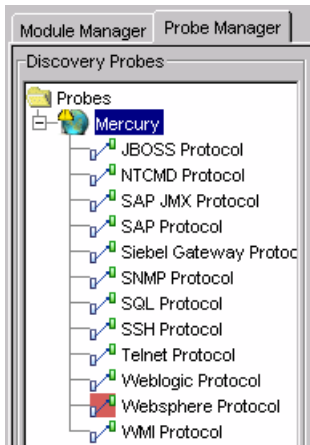 Module Manager Probe Manager
Discovery Probes
Probes
Mercury
JBOSS Protocol
NTCMD Protocol
SAP JMX Protocol
SAP Protocol
Siebel Gateway Protoc
SNMP Protocol
SQL Protocol
SSH Protocol
Telnet Protocol
Weblogic Protocol
Websphere Protocol
WMI Protocol